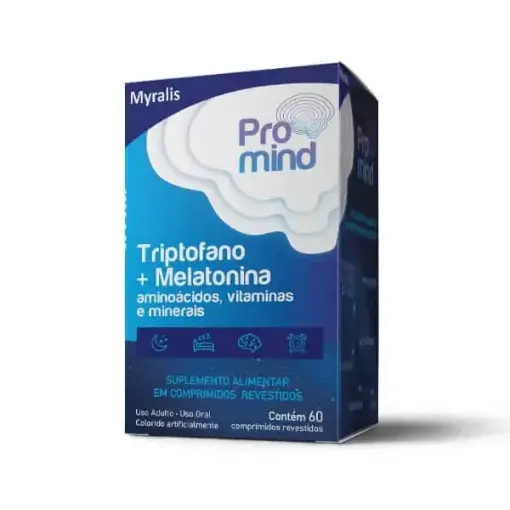 Myralis
Pro
mind
Triptofano
+ Melatonina
aminoácidos, vitaminas
e minerais
SUPLEMENTO ALIMENTAR
EM COMPRIMIDOS REVESTIDOS
Uso Adulto • Uso Oral
Colorido artificialmente
Contém 60
comprimidos revestidos